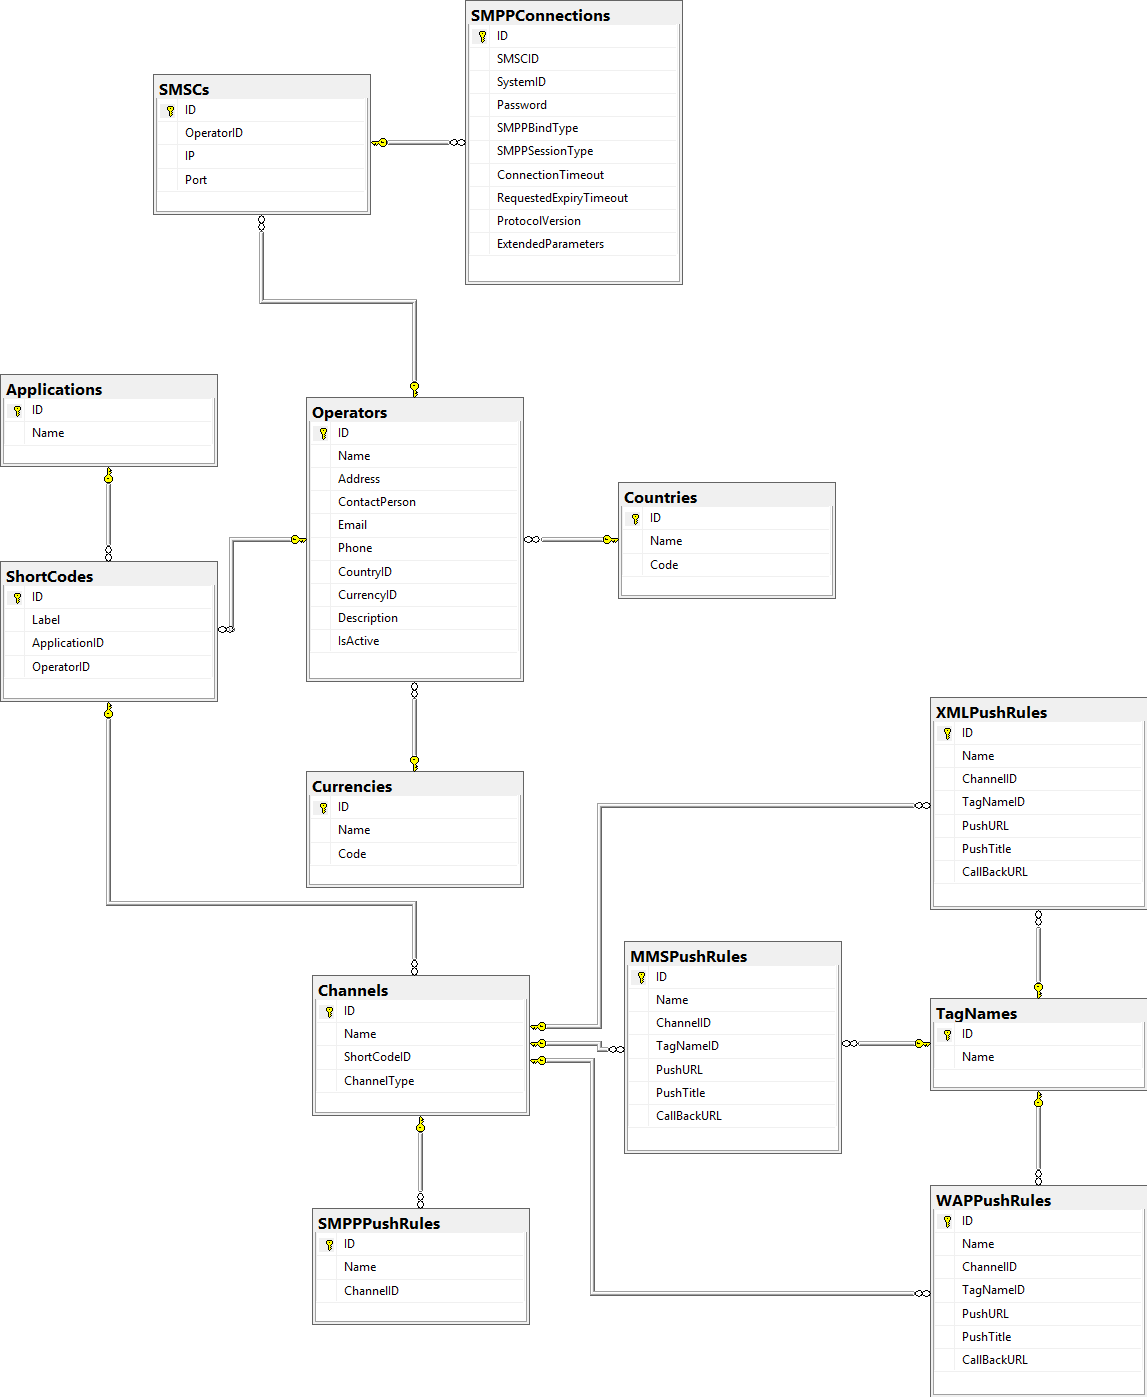 SMPPConnections
ID
SMSCID
SystemID
Password
SMPPBindType
SMPPSessionType
ConnectionTimeout
RequestedExpiryTimeout
ProtocolVersion
ExtendedParameters
SMSCs
ID
OperatorID
IP
Port
Applications
ID
Name
Operators
ID
Name
Address
ContactPerson
Email
Phone
CountryID
CurrencyID
Description
IsActive
Countries
ID
Name
Code
ShortCodes
ID
Label
ApplicationID
OperatorID
Currencies
ID
Name
Code
XMLPushRules
ID
Name
ChannelID
TagNameID
PushURL
PushTitle
CallBackURL
MMSPushRules
ID
Name
ChannelID
TagNameID
PushURL
PushTitle
CallBackURL
Channels
ID
Name
ShortCodeID
ChannelType
TagNames
ID
Name
SMPPPushRules
ID
Name
ChannelID
WAPPushRules
ID
Name
ChannelID
TagNameID
PushURL
PushTitle
CallBackURL